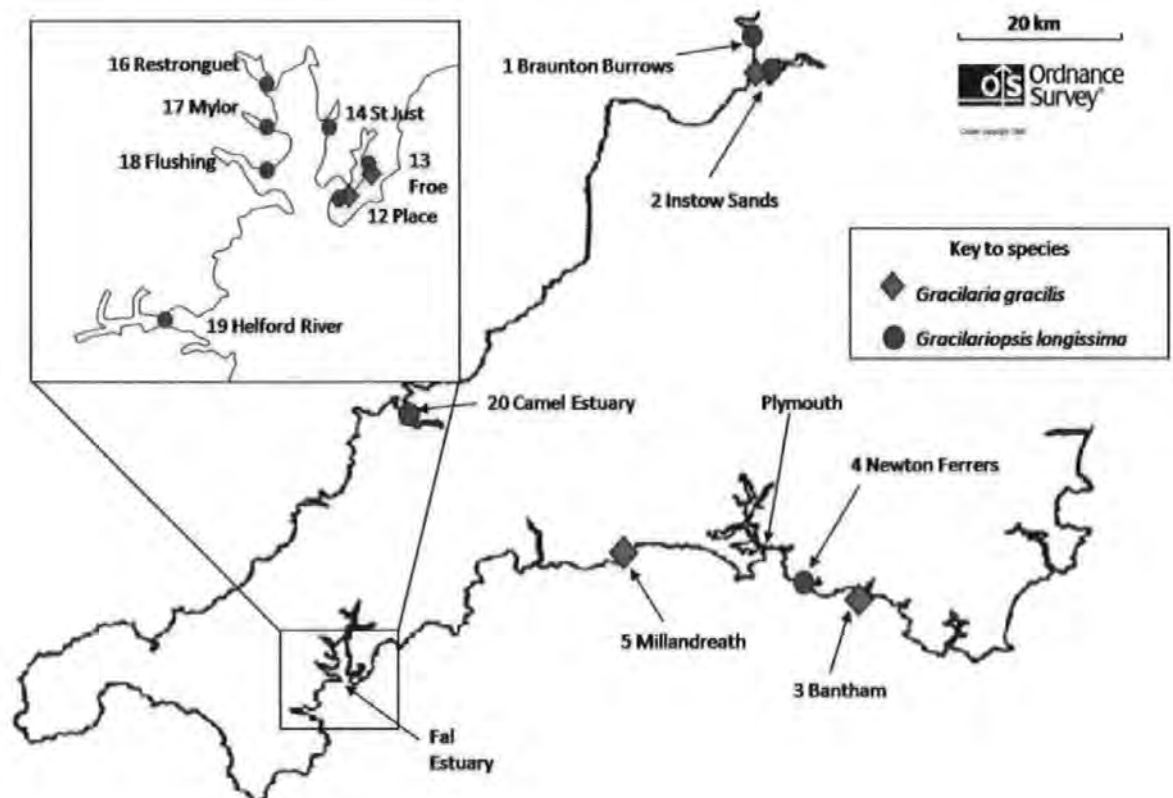 20 km
OS
Ordnance
Survey®
1 Braunton Burrows
2 Instow Sands
16 Restronguet
17 Mylor
14 St Just
18 Flushing
13
Froe
12 Place
19 Helford River
Key to species
Gracilaria gracilis
Gracilariopsis longissima
20 Camel Estuary
Plymouth
4 Newton Ferrers
5 Millandreath
3 Bantham
Fal
Estuary